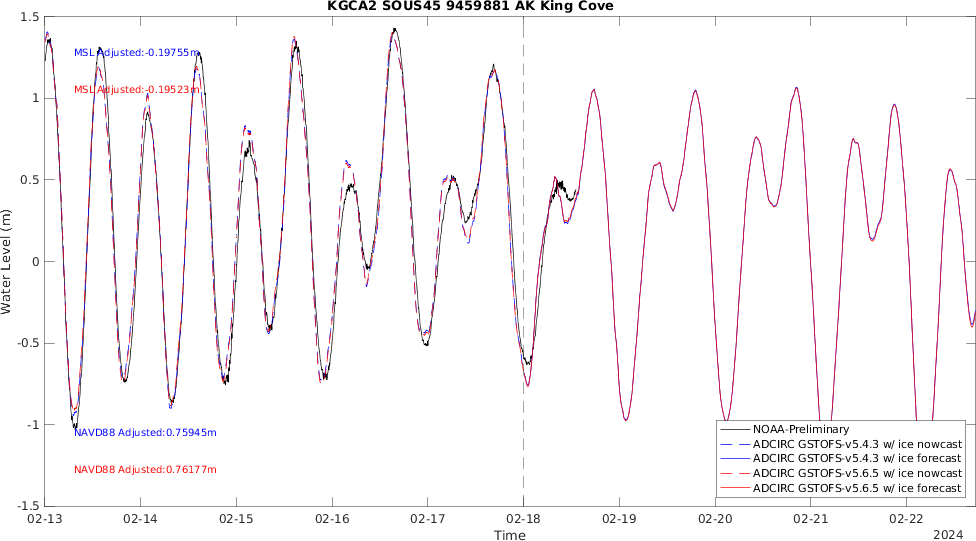 KGCA2 SOUS45 9459881 AK King Cove
Water Level (m)
1.5
1
0.5
0
-0.5
-1
-1.5
MSL Adjusted:-0.19755m
MSL Adjusted:-0.19523m
NAVD88 Adjusted:0.75945m
NAVD88 Adjusted:0.76177m
NOAA-Preliminary
ADCIRC GSTOFS-v5.4.3 w/ ice nowcast
ADCIRC GSTOFS-v5.4.3 w/ ice forecast
ADCIRC GSTOFS-v5.6.5 w/ ice nowcast
ADCIRC GSTOFS-v5.6.5 w/ ice forecast
02-13 02-14 02-15 02-16 02-17 02-18 02-19 02-20 02-21 02-22
Time
2024